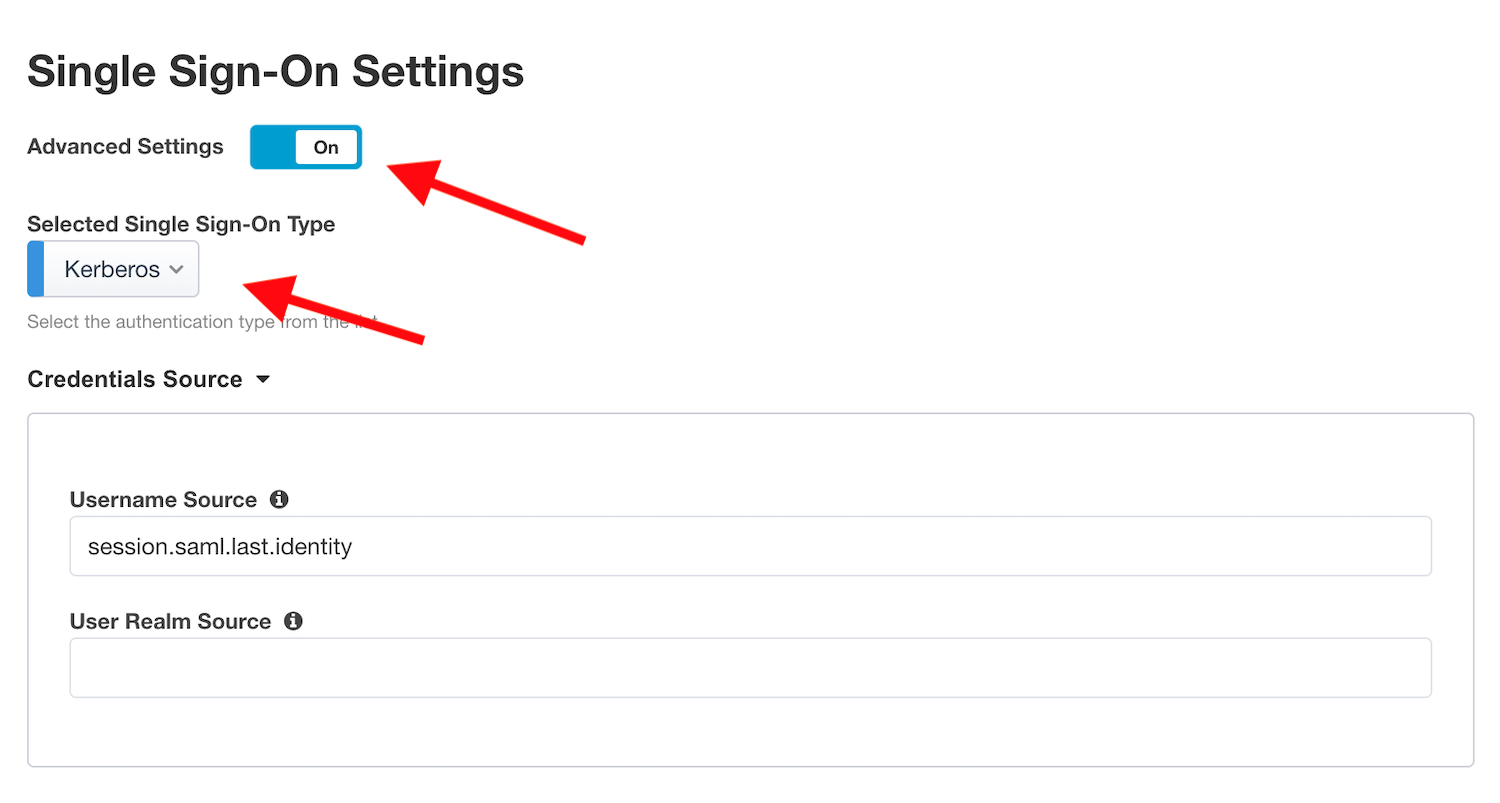 Single Sign-On Settings
Advanced Settings
On
Selected Single Sign-On Type
Kerberos
Select the authentication type from the list
Credentials Source
Username Source
session.saml.last.identity
User Realm Source